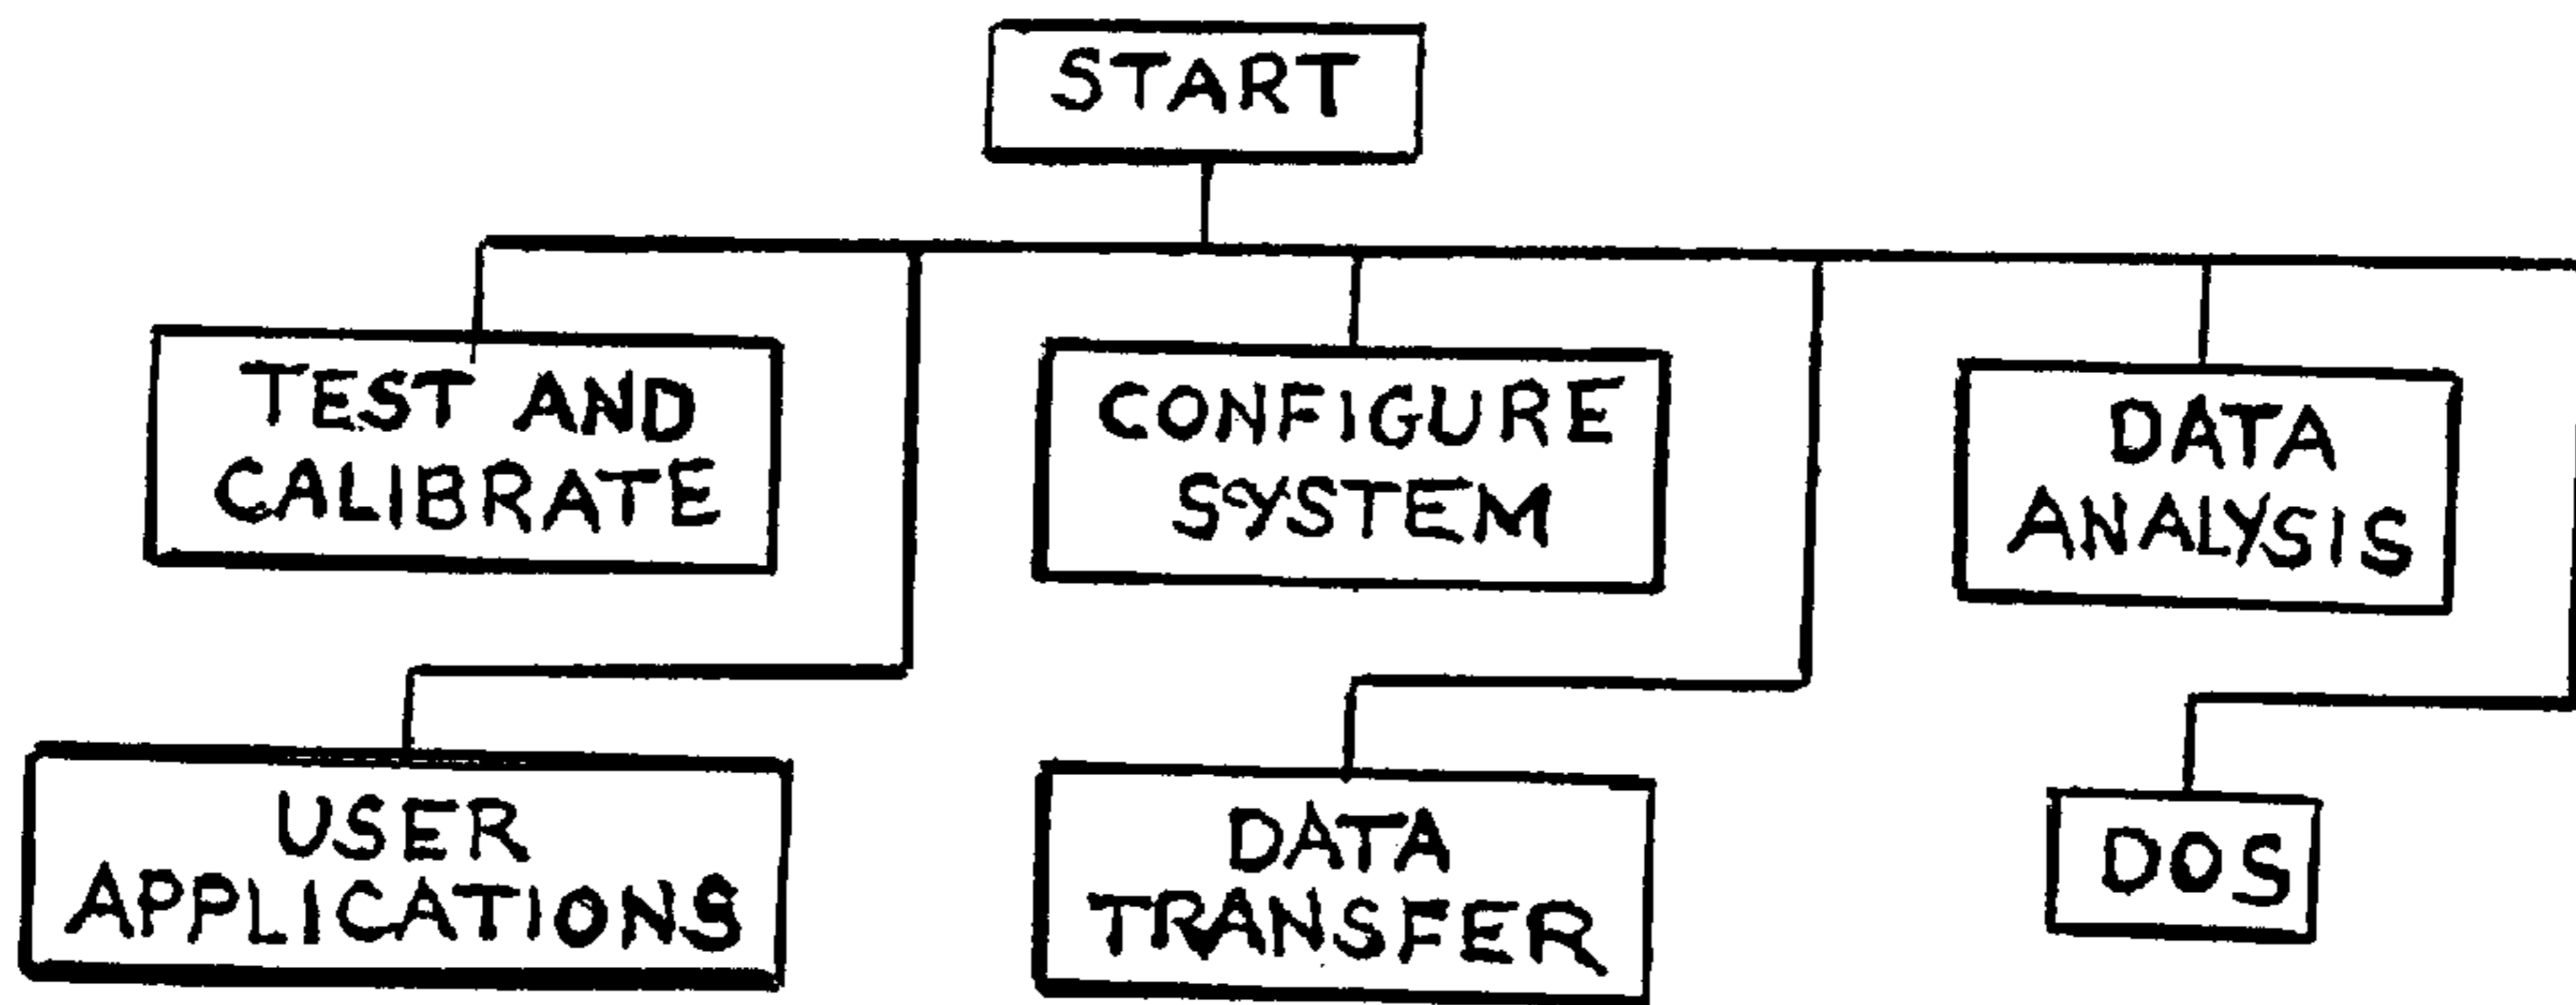 START
TEST AND
CALIBRATE
CONFIGURE
SYSTEM
DATA
ANALYSIS
USER
APPLICATIONS
DATA
TRANSFER
DOS